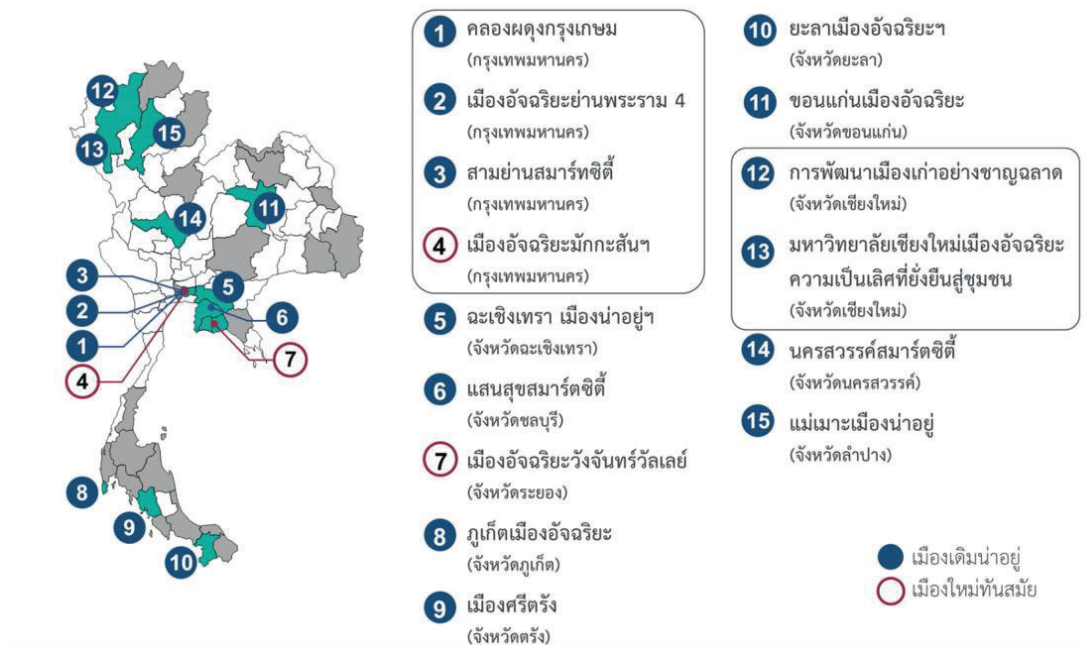 1 คลองผดุงกรุงเกษม
(กรุงเทพมหานคร)
2 เมืองอัจฉริยะย่านพระราม 4
(กรุงเทพมหานคร)
3 สามย่านสมาร์ทซิตี้
(กรุงเทพมหานคร)
4 เมืองอัจฉริยะมักกะสันฯ
(กรุงเทพมหานคร)
5 ฉะเชิงเทรา เมืองน่าอยู่ฯ
(จังหวัดฉะเชิงเทรา)
6 แสนสุขสมาร์ตซิตี้
(จังหวัดชลบุรี)
7 เมืองอัจฉริยะวังจันทร์วัลเลย์
(จังหวัดระยอง)
8 ภูเก็ตเมืองอัจฉริยะ
(จังหวัดภูเก็ต)
9 เมืองศรีตรัง
(จังหวัดตรัง)
10 ยะลาเมืองอัจฉริยะฯ
(จังหวัดยะลา)
11 ขอนแก่นเมืองอัจฉริยะ
(จังหวัดขอนแก่น)
12 การพัฒนาเมืองเก่าอย่างชาญฉลาด
(จังหวัดเชียงใหม่)
13 มหาวิทยาลัยเชียงใหม่เมืองอัจฉริยะ
ความเป็นเลิศที่ยั่งยืนสู่ชุมชน
(จังหวัดเชียงใหม่)
14 นครสวรรค์สมาร์ตซิตี้
(จังหวัดนครสวรรค์)
15 แม่เมาะเมืองน่าอยู่
(จังหวัดลำปาง)
เมืองเดิมน่าอยู่
เมืองใหม่ทันสมัย
12
15
13
14
11
3
5
2
6
1
7
4
8
9
10